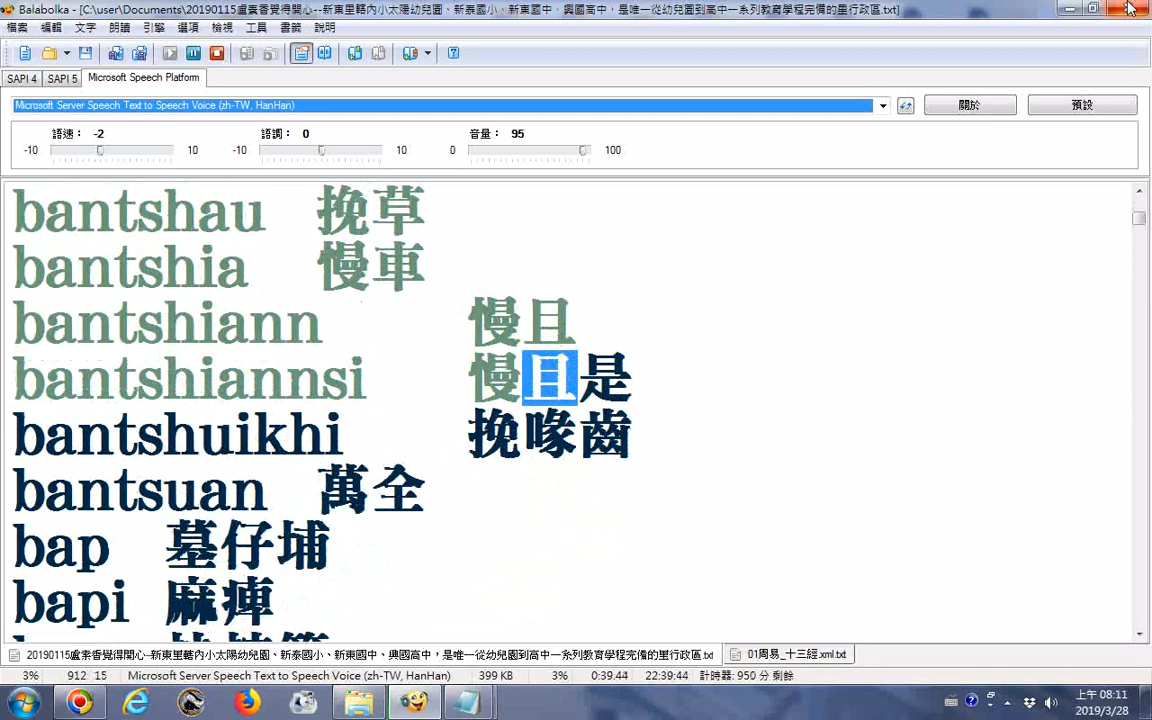 Balabolka - [C:\user\Documents\20190115盧素香覺得開心--新東里轄內小太陽幼兒園、新泰國小、新東國中、興國高中，是唯一從幼兒園到高中一系列教育學程完備的里行政區.txt]
檔案 編輯 文字 朗讀 引擎 選項 檢視 工具 書籤 說明
SAPI 4 SAPI 5 Microsoft Speech Platform
Microsoft Server Speech Text to Speech Voice (zh-TW, HanHan) 關於 預設
語速： -2 語調： 0 音量： 95
-10 10 -10 10 0 100
bantshau 挽草
bantshia 慢車
bantshiann 慢且
bantshiannsi 慢且是
bantshuikhi 挽喙齒
bantsuan 萬全
bap 墓仔埔
bapi 麻痺
20190115盧素香覺得開心--新東里轄內小太陽幼兒園、新泰國小、新東國中、興國高中，是唯一從幼兒園到高中一系列教育學程完備的里行政區.txt 01周易_十三經.xml.txt
3% 912 15 Microsoft Server Speech Text to Speech Voice (zh-TW, HanHan) 399 KB 3% 0:39:44 22:39:44 計時器: 950 分 剩餘
上午 08:11
2019/3/28